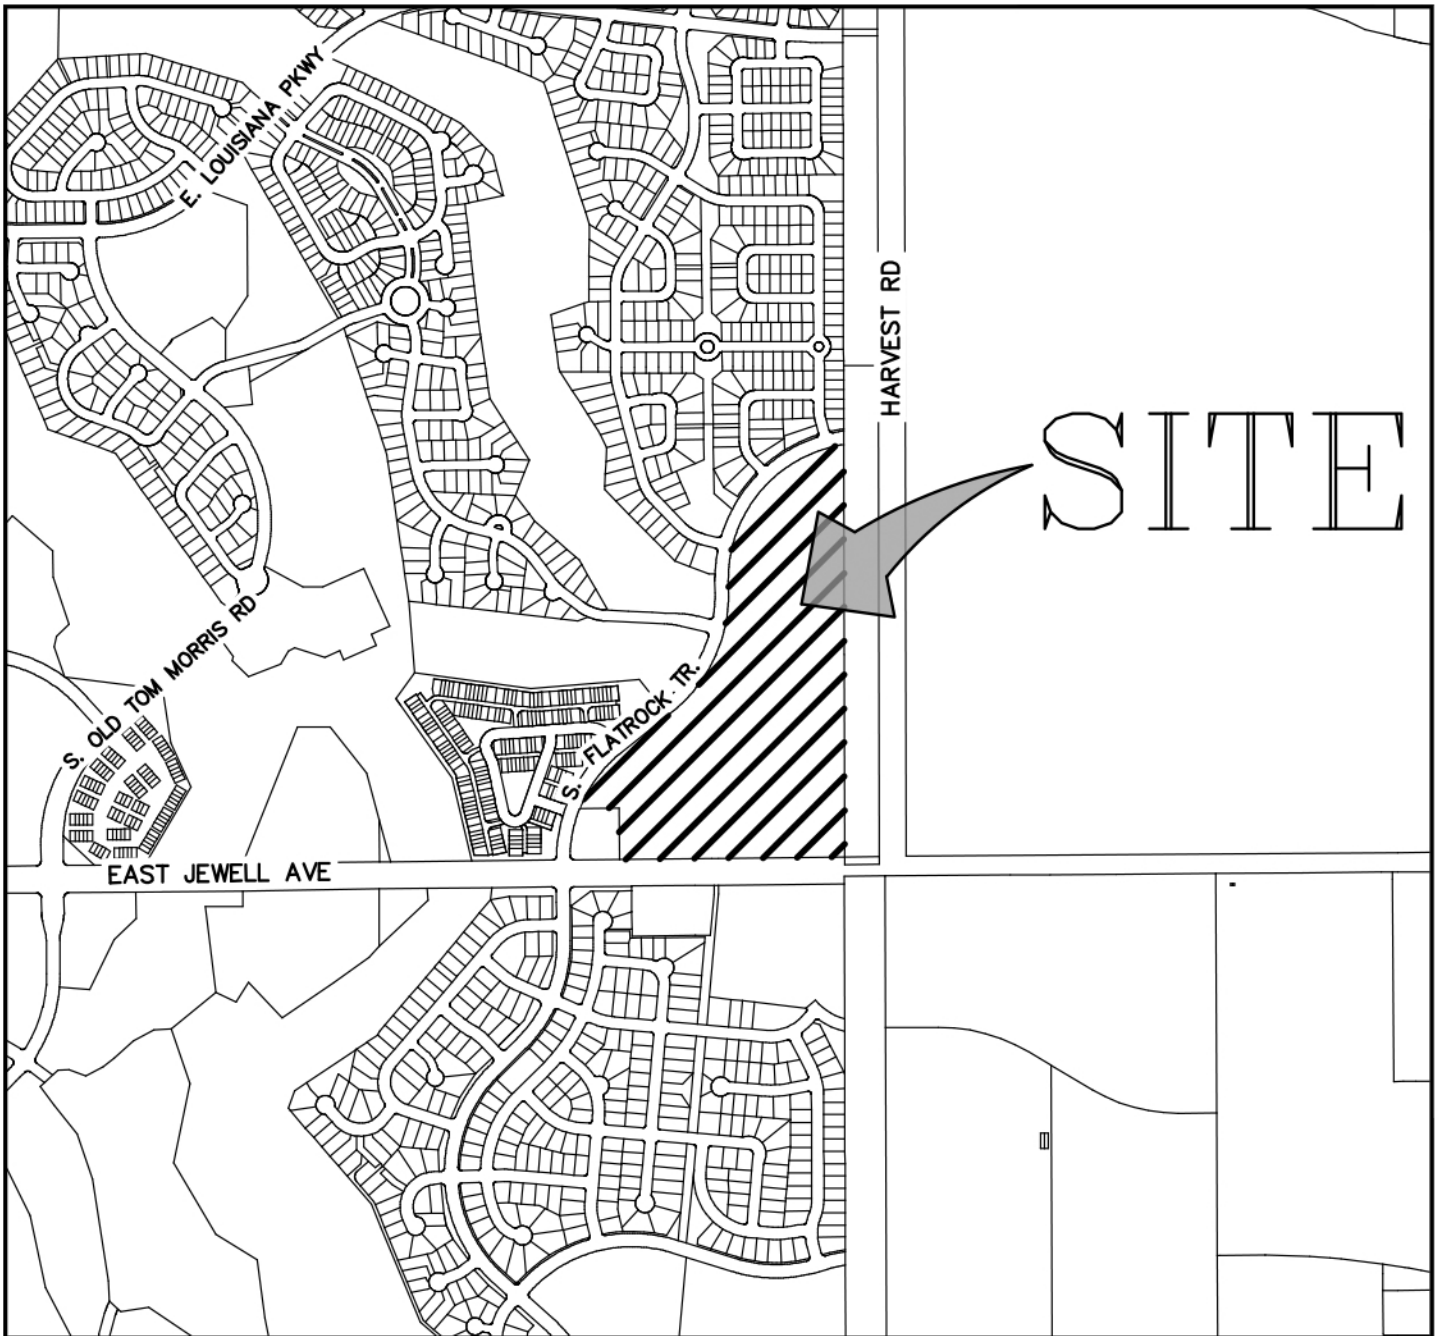 E. LOUISIANA PKWY
HARVEST RD
SITE
S. OLD TOM MORRIS RD
S. FLATROCK TR.
EAST JEWELL AVE